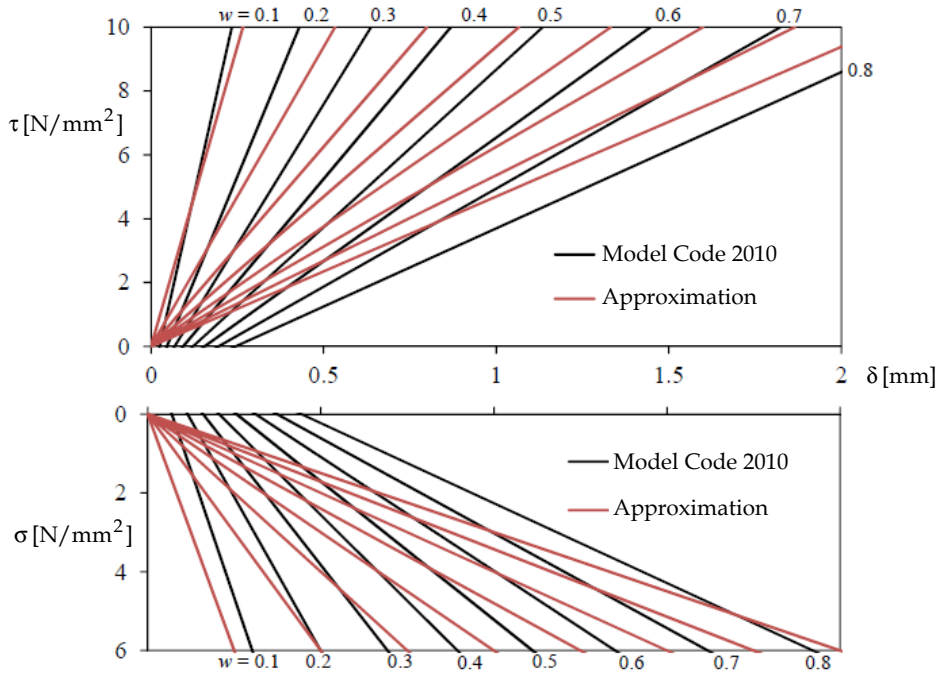 w = 0.1 0.2 0.3 0.4 0.5 0.6 0.7
10
8
0.8
τ [N/mm²]
6
4
Model Code 2010
2
Approximation
0
0 0.5 1 1.5 2 δ [mm]
0
Model Code 2010
2
Approximation
σ [N/mm²]
4
6
w = 0.1 0.2 0.3 0.4 0.5 0.6 0.7 0.8